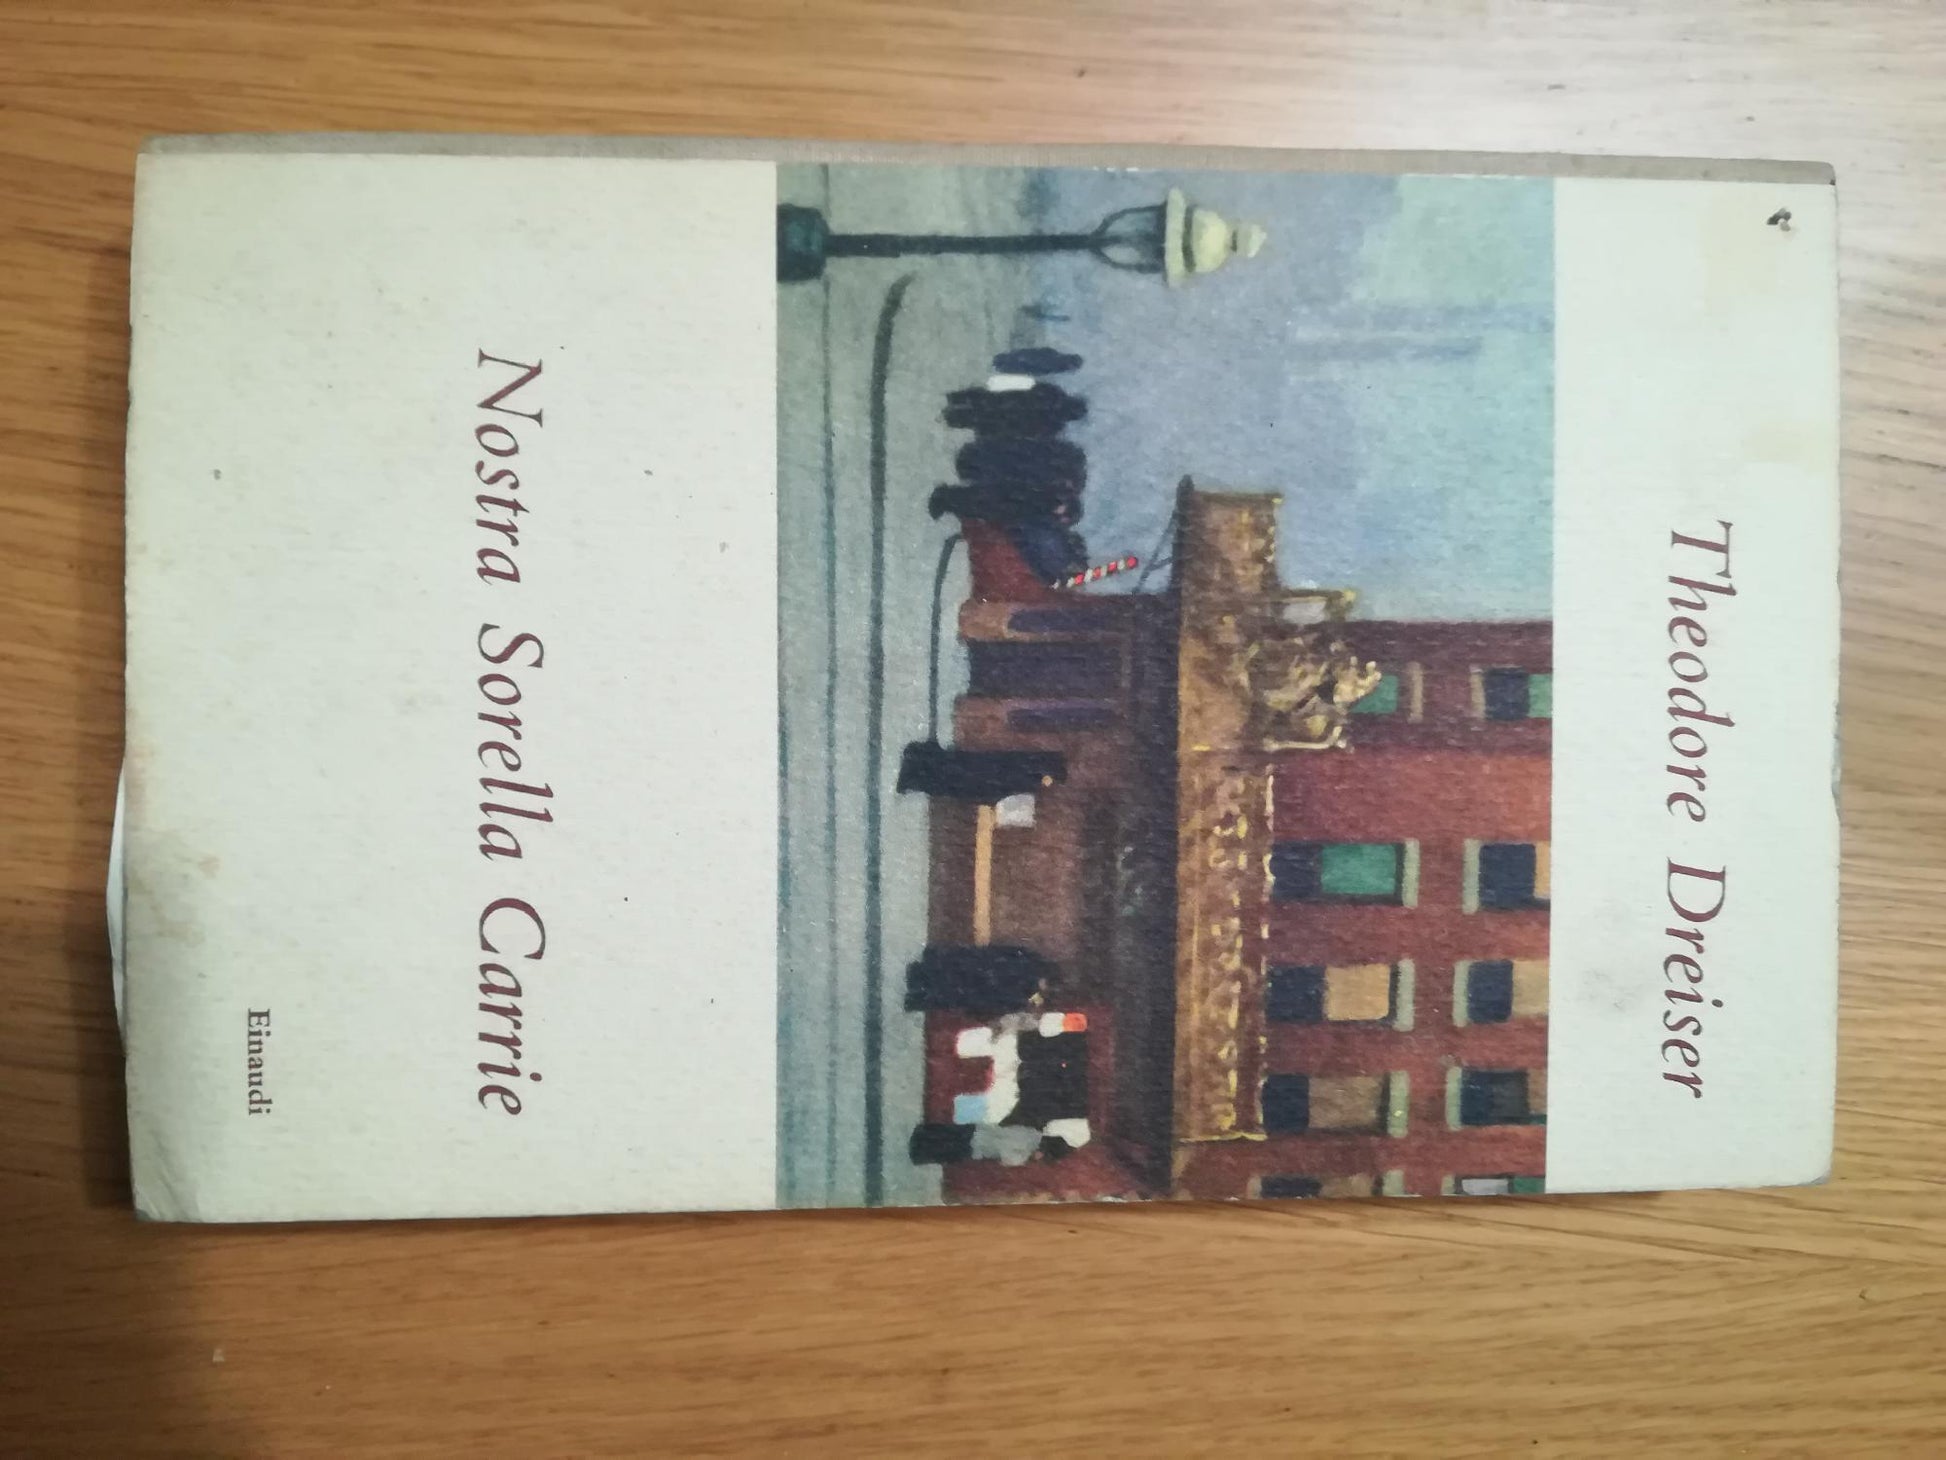 Theodore Dreiser
Nostra Sorella Carrie
Einaudi